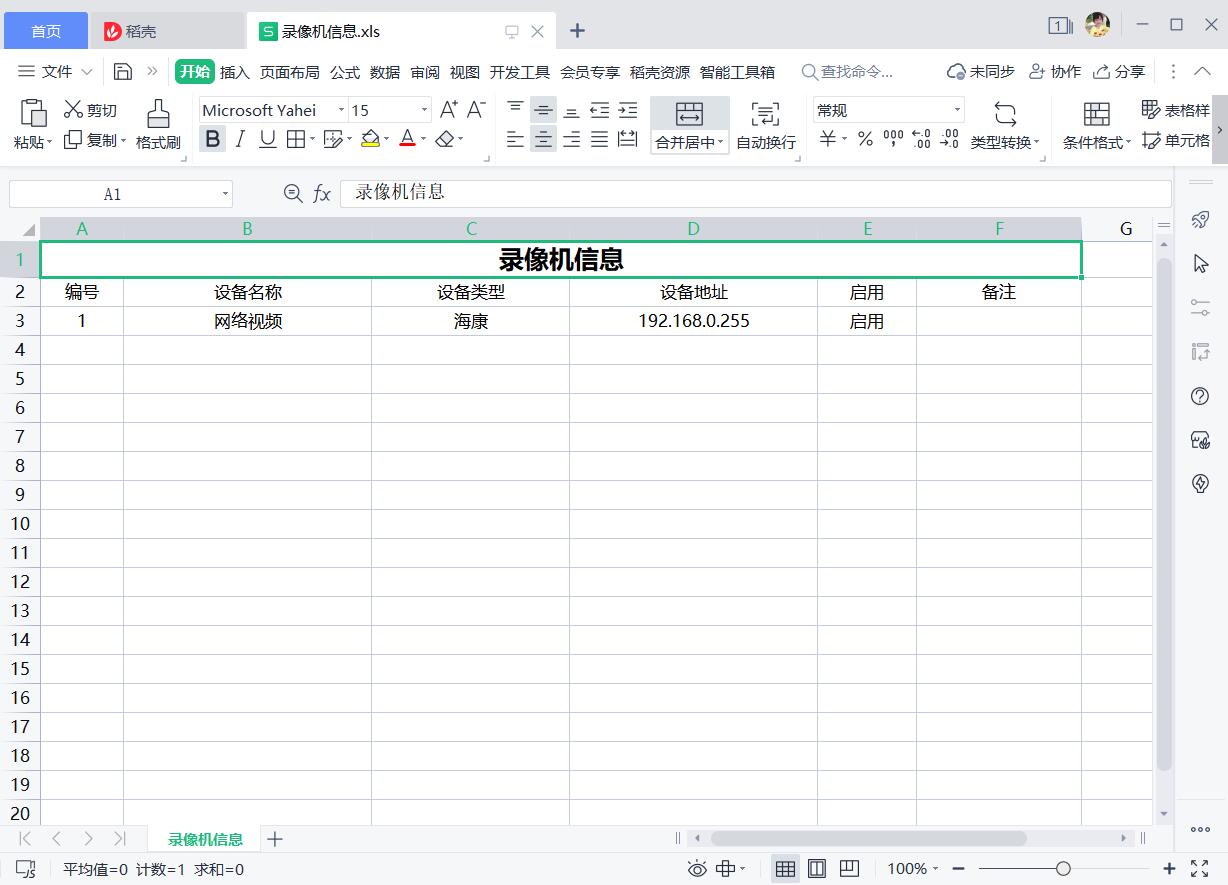 首页 稻壳 S 录像机信息.xls 1
文件 开始 插入 页面布局 公式 数据 审阅 视图 开发工具 会员专享 稻壳资源 智能工具箱 查找命令... 未同步 协作 分享
剪切 Microsoft Yahei 15 A+ A- 常规 表格样
粘贴 复制 格式刷 B I U A 合并居中 自动换行 ¥ % 000 ←.0 .00 .00 →.0 类型转换 条件格式 单元格
A1 fx 录像机信息
A B C D E F G
1 录像机信息
2 编号 设备名称 设备类型 设备地址 启用 备注
3 1 网络视频 海康 192.168.0.255 启用
4
5
6
7
8
9
10
11
12
13
14
15
16
17
18
19
20
录像机信息
平均值=0 计数=1 求和=0 100%